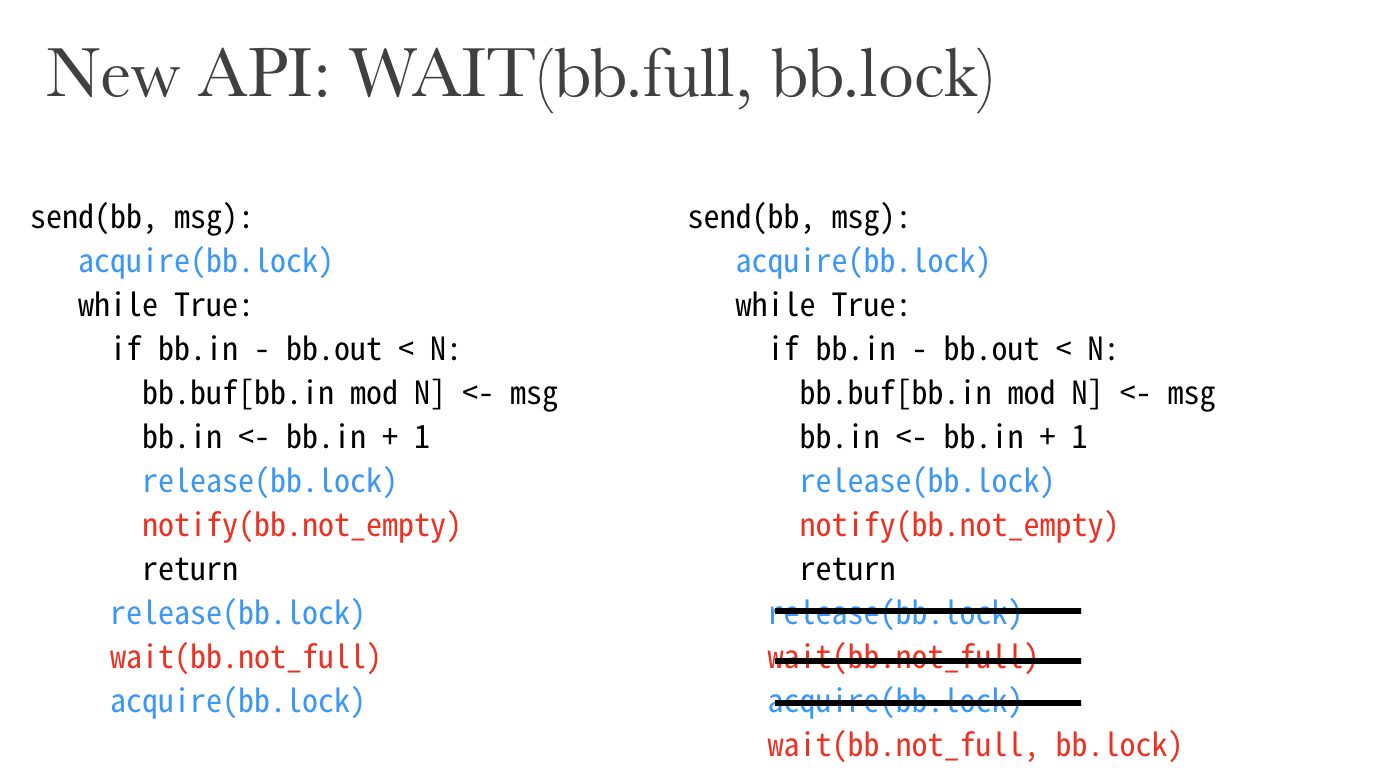 New API: WAIT(bb.full, bb.lock)
send(bb, msg):
acquire(bb.lock)
while True:
if bb.in - bb.out < N:
bb.buf[bb.in mod N] <- msg
bb.in <- bb.in + 1
release(bb.lock)
notify(bb.not_empty)
return
release(bb.lock)
wait(bb.not_full)
acquire(bb.lock)
send(bb, msg):
acquire(bb.lock)
while True:
if bb.in - bb.out < N:
bb.buf[bb.in mod N] <- msg
bb.in <- bb.in + 1
release(bb.lock)
notify(bb.not_empty)
return
release(bb.lock)
wait(bb.not_full)
acquire(bb.lock)
wait(bb.not_full, bb.lock)